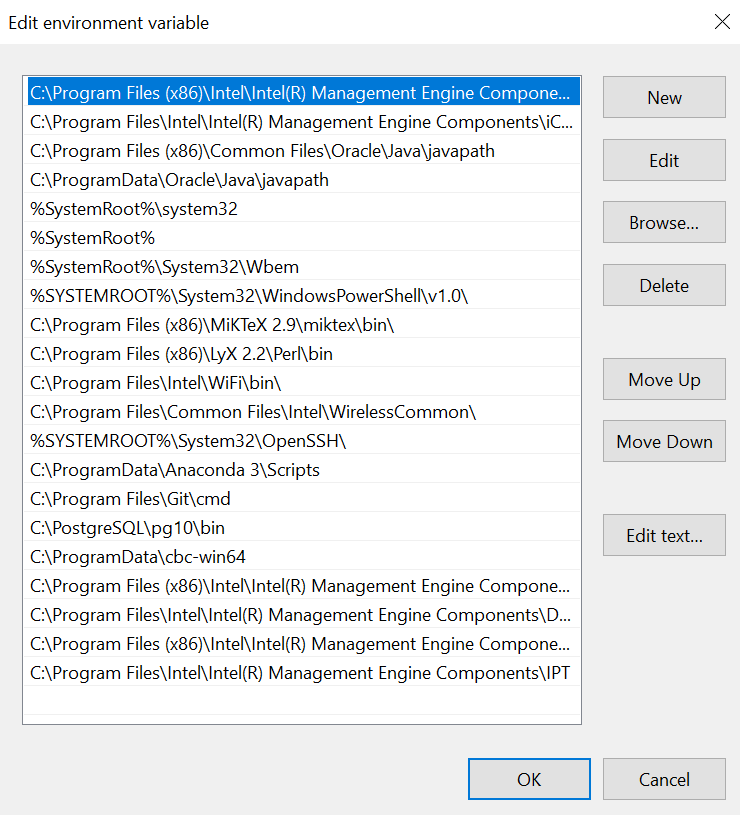 Edit environment variable
C:\Program Files (x86)\Intel\Intel(R) Management Engine Compone...
C:\Program Files\Intel\Intel(R) Management Engine Components\iC...
C:\Program Files (x86)\Common Files\Oracle\Java\javapath
C:\ProgramData\Oracle\Java\javapath
%SystemRoot%\system32
%SystemRoot%
%SystemRoot%\System32\Wbem
%SYSTEMROOT%\System32\WindowsPowerShell\v1.0\
C:\Program Files (x86)\MiKTeX 2.9\miktex\bin\
C:\Program Files (x86)\LyX 2.2\Perl\bin
C:\Program Files\Intel\WiFi\bin\
C:\Program Files\Common Files\Intel\WirelessCommon\
%SYSTEMROOT%\System32\OpenSSH\
C:\ProgramData\Anaconda 3\Scripts
C:\Program Files\Git\cmd
C:\PostgreSQL\pg10\bin
C:\ProgramData\cbc-win64
C:\Program Files (x86)\Intel\Intel(R) Management Engine Compone...
C:\Program Files\Intel\Intel(R) Management Engine Components\D...
C:\Program Files (x86)\Intel\Intel(R) Management Engine Compone...
C:\Program Files\Intel\Intel(R) Management Engine Components\IPT
New
Edit
Browse...
Delete
Move Up
Move Down
Edit text...
OK
Cancel